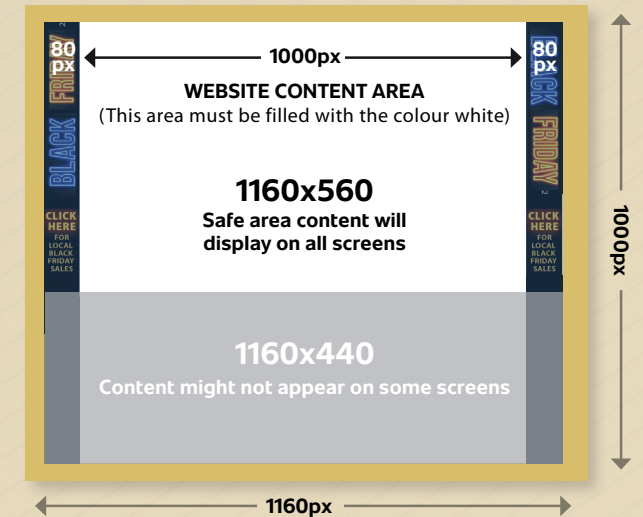 80
px
1000px
80
px
WEBSITE CONTENT AREA
(This area must be filled with the colour white)
BLACK FRIDAY
BLACK FRIDAY
2
2
1160x560
Safe area content will
display on all screens
CLICK
HERE
FOR
LOCAL
BLACK
FRIDAY
SALES
CLICK
HERE
FOR
LOCAL
BLACK
FRIDAY
SALES
1000px
1160x440
Content might not appear on some screens
1160px